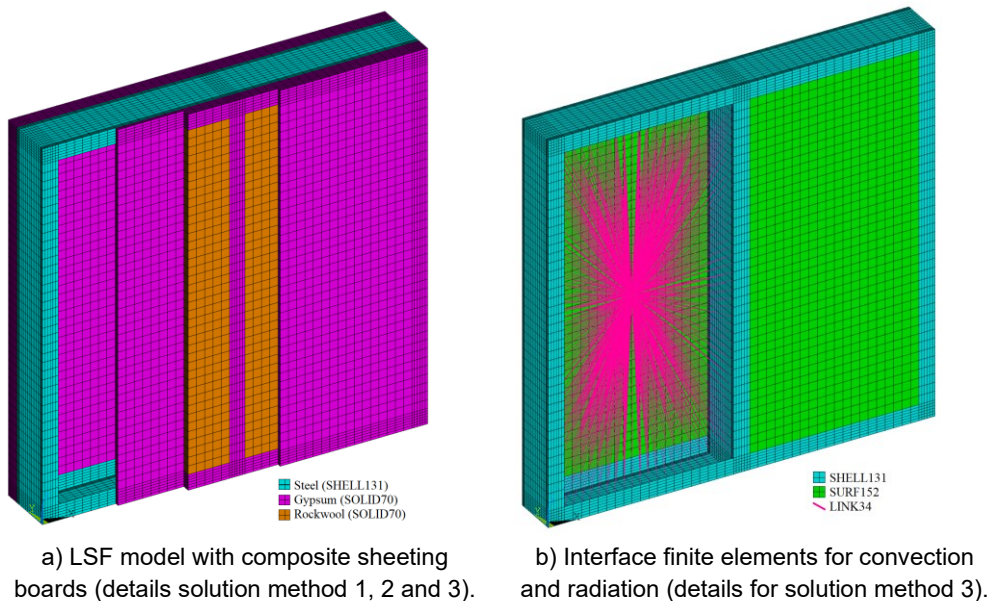 Steel (SHELL131)
Gypsum (SOLID70)
Rockwool (SOLID70)
SHELL131
SURF152
LINK34
a) LSF model with composite sheeting
boards (details solution method 1, 2 and 3).
b) Interface finite elements for convection
and radiation (details for solution method 3).